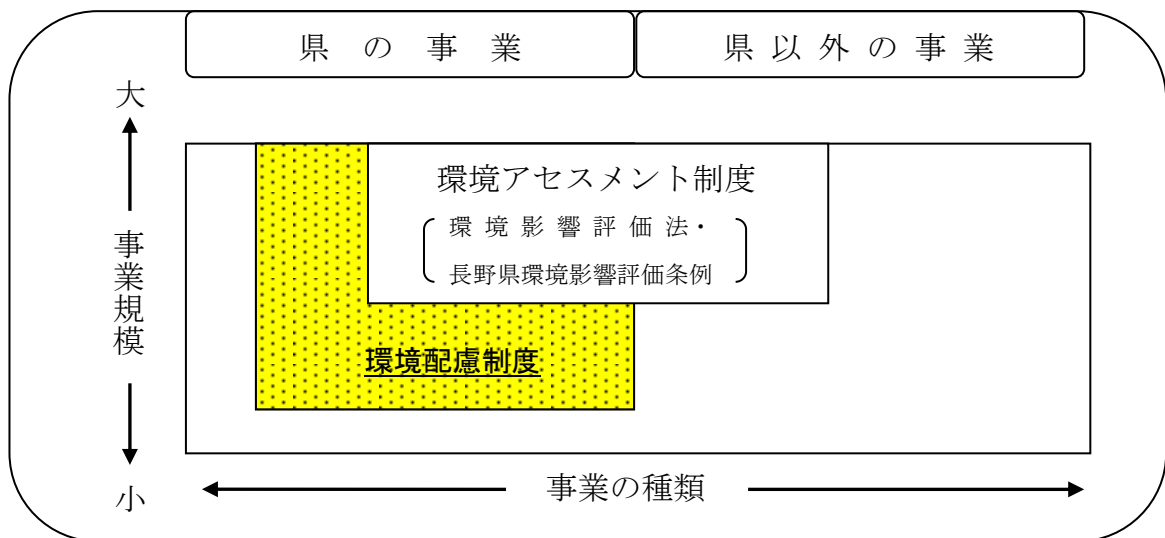 県の事業
県以外の事業
大
事業規模
小
環境アセスメント制度
環境影響評価法・
長野県環境影響評価条例
環境配慮制度
事業の種類